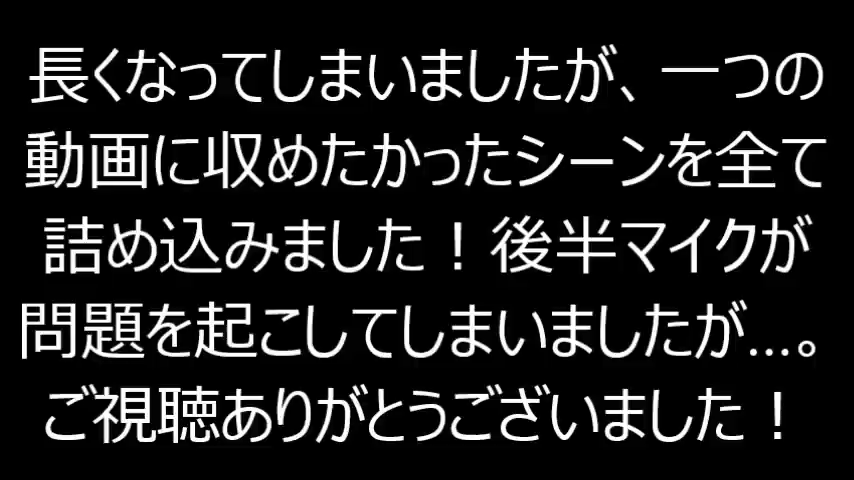 長くなってしまいましたが、一つの
動画に収めたかったシーンを全て
詰め込みました！後半マイクが
問題を起こしてしまいましたが…。
ご視聴ありがとうございました！